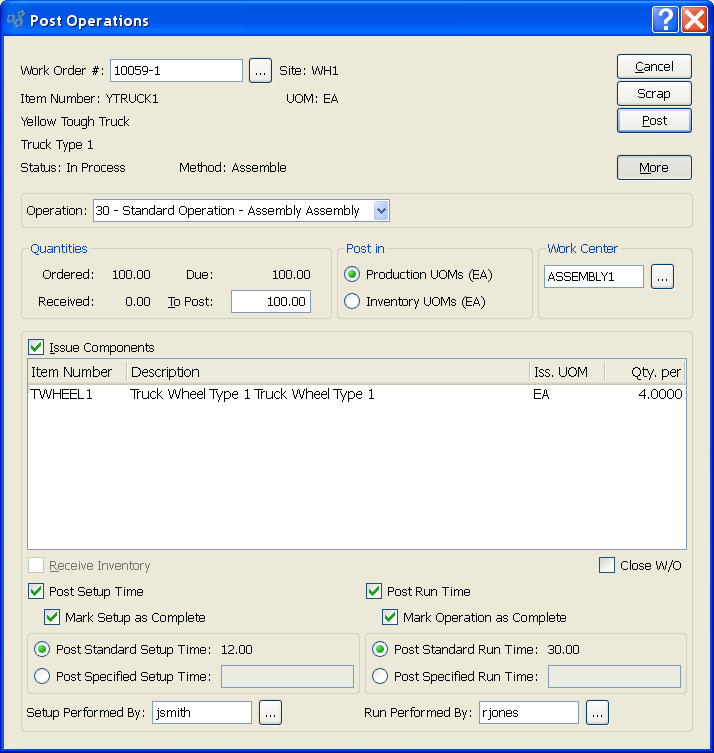 Post Operations
Work Order #: 10059-1 ... Site: WH1
Cancel
Scrap
Item Number: YTRUCK1 UOM: EA
Yellow Tough Truck
Post
Truck Type 1
Status: In Process Method: Assemble
More
Operation: 30 - Standard Operation - Assembly Assembly
Quantities Post in Work Center
Ordered: 100.00 Due: 100.00 Production UOMs (EA) ASSEMBLY1 ...
Received: 0.00 To Post: 100.00 Inventory UOMs (EA)
Issue Components
Item Number Description Iss. UOM Qty. per
TWHEEL1 Truck Wheel Type 1 Truck Wheel Type 1 EA 4.0000
Receive Inventory Close W/O
Post Setup Time Post Run Time
Mark Setup as Complete Mark Operation as Complete
Post Standard Setup Time: 12.00 Post Standard Run Time: 30.00
Post Specified Setup Time: Post Specified Run Time:
Setup Performed By: jsmith ... Run Performed By: rjones ...